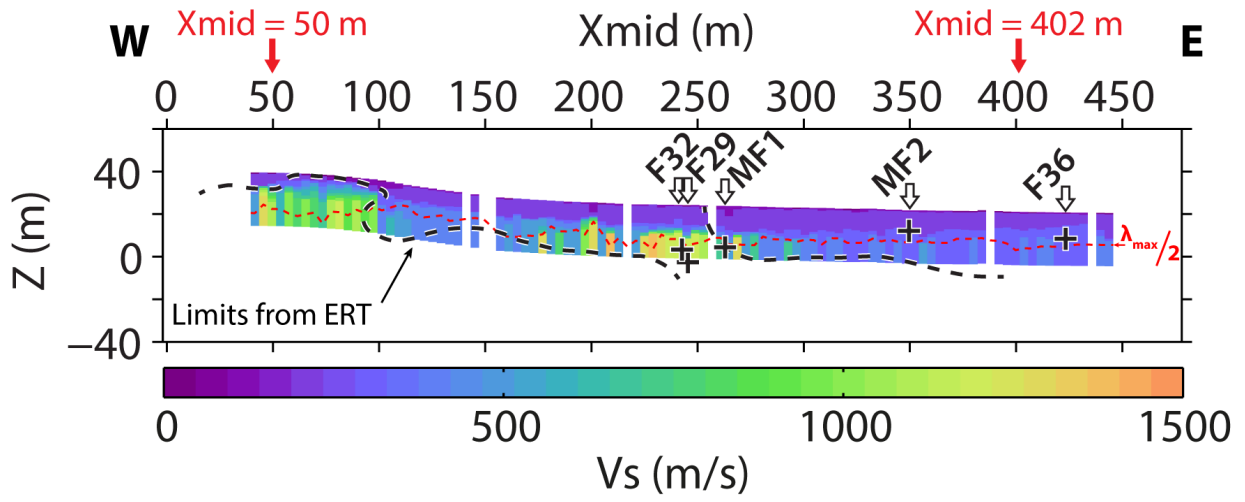 Xmid = 50 m
Xmid (m)
Xmid = 402 m
W
E
0 50 100 150 200 250 300 350 400 450
F32
F29
MF1
MF2
F36
40
0
−40
Z (m)
λmax/2
Limits from ERT
0 500 1000 1500
Vs (m/s)